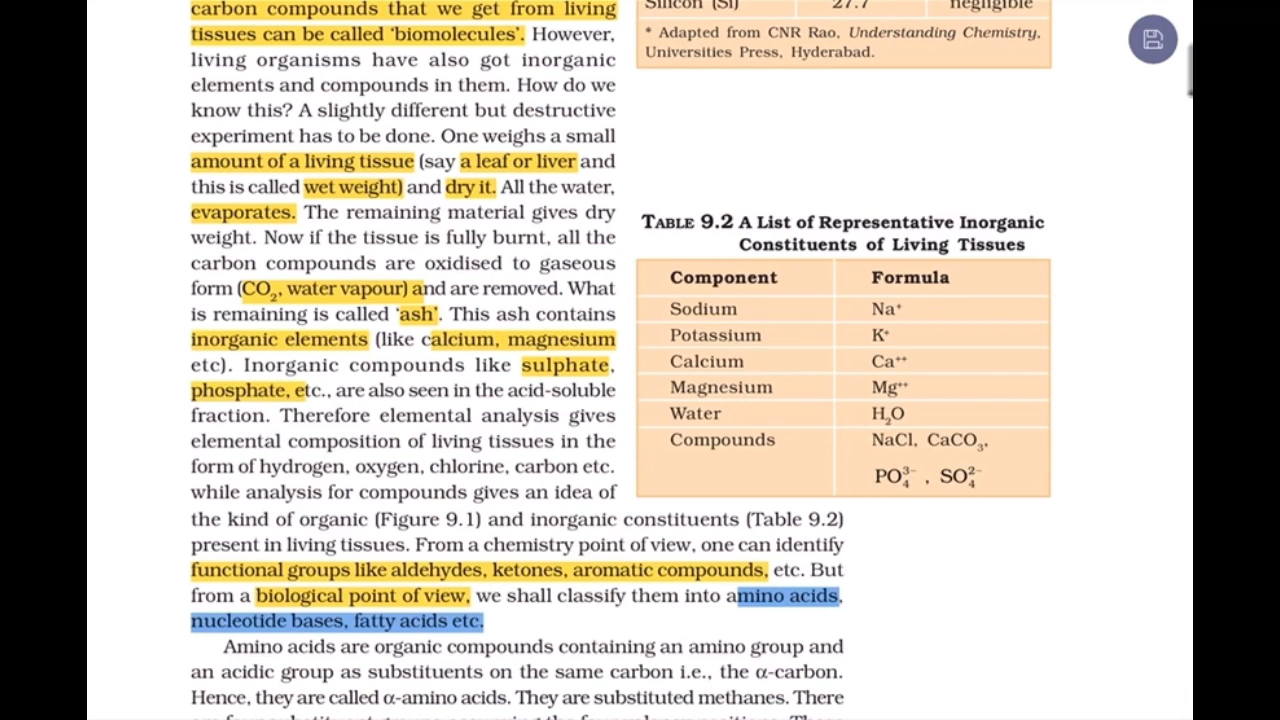 carbon compounds that we get from living
tissues can be called ‘biomolecules’. However,
living organisms have also got inorganic
elements and compounds in them. How do we
know this? A slightly different but destructive
experiment has to be done. One weighs a small
amount of a living tissue (say a leaf or liver and
this is called wet weight) and dry it. All the water,
evaporates. The remaining material gives dry
weight. Now if the tissue is fully burnt, all the
carbon compounds are oxidised to gaseous
form (CO₂, water vapour) and are removed. What
is remaining is called ‘ash’. This ash contains
inorganic elements (like calcium, magnesium
etc). Inorganic compounds like sulphate,
phosphate, etc., are also seen in the acid-soluble
fraction. Therefore elemental analysis gives
elemental composition of living tissues in the
form of hydrogen, oxygen, chlorine, carbon etc.
while analysis for compounds gives an idea of
the kind of organic (Figure 9.1) and inorganic constituents (Table 9.2)
present in living tissues. From a chemistry point of view, one can identify
functional groups like aldehydes, ketones, aromatic compounds, etc. But
from a biological point of view, we shall classify them into amino acids,
nucleotide bases, fatty acids etc.
Amino acids are organic compounds containing an amino group and
an acidic group as substituents on the same carbon i.e., the α-carbon.
Hence, they are called α-amino acids. They are substituted methanes. There
Silicon (Si) 27.7 negligible
* Adapted from CNR Rao, Understanding Chemistry,
Universities Press, Hyderabad.
TABLE 9.2 A List of Representative Inorganic
Constituents of Living Tissues
Component Formula
Sodium Na⁺
Potassium K⁺
Calcium Ca⁺⁺
Magnesium Mg⁺⁺
Water H₂O
Compounds NaCl, CaCO₃,
PO₄³⁻ , SO₄²⁻